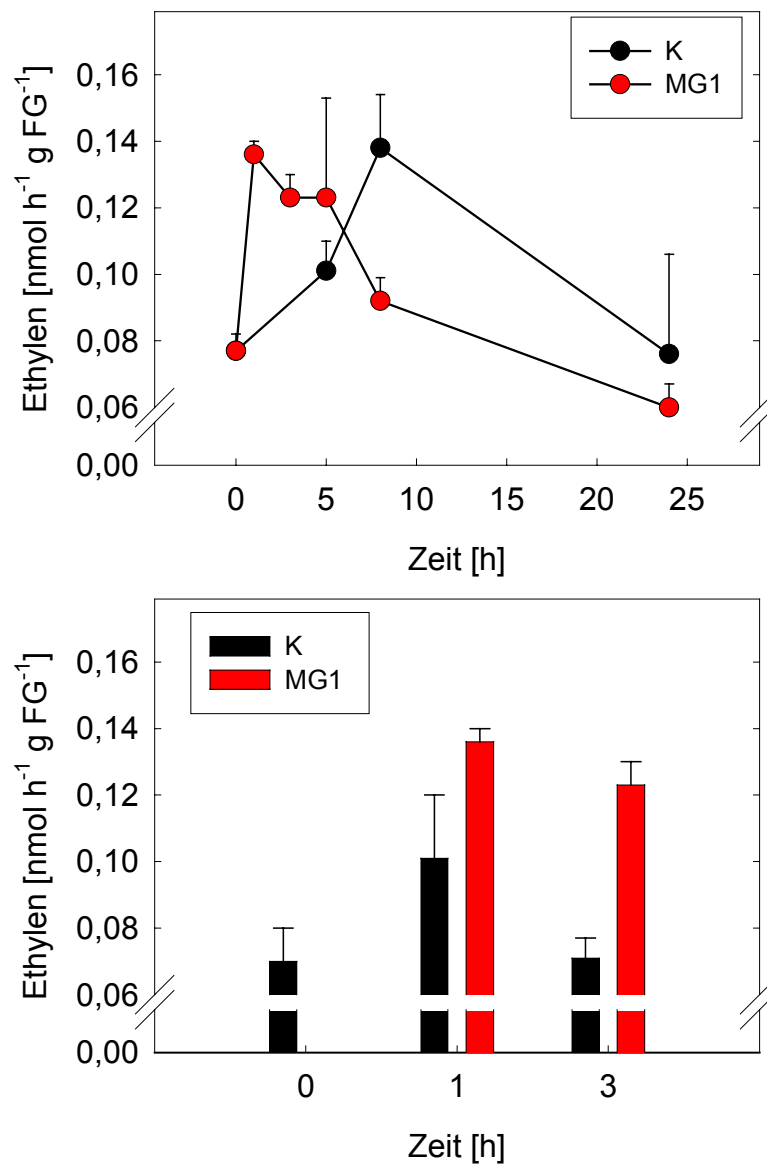 K
MG1
Ethylen [nmol h⁻¹ g FG⁻¹]
0,16
0,14
0,12
0,10
0,08
0,06
0,00
0 5 10 15 20 25
Zeit [h]
K
MG1
Ethylen [nmol h⁻¹ g FG⁻¹]
0,16
0,14
0,12
0,10
0,08
0,06
0,00
0 1 3
Zeit [h]